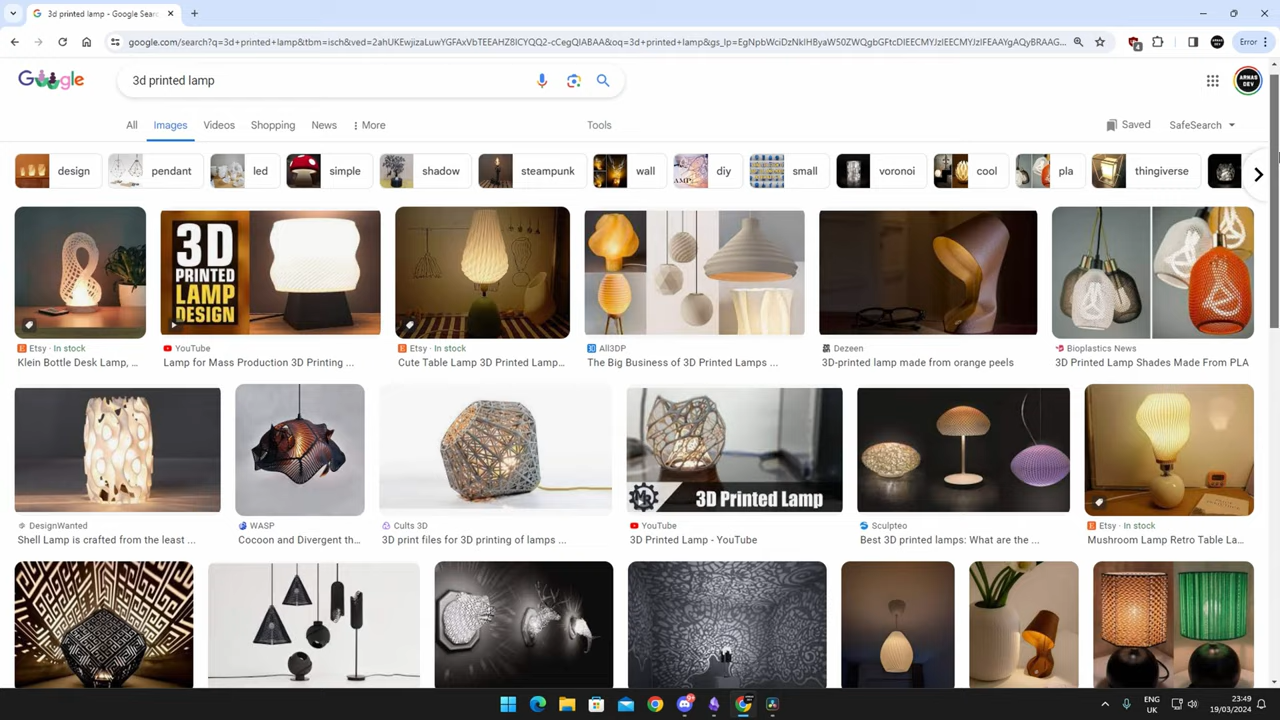 3d printed lamp - Google Sear
google.com/search?q=3d+printed+lamp&tbm=isch&ved=2ahUKEwjizaLuwYGFAxVbTEEAHZ8ICYQQ2-cCegQIABAA&oq=3d+printed+lamp&gs_lp=EgNpbWciDzNkIHByaW50ZWQgbGFtcDIEECMYJzIEECMYJzIFEAAYgAQyBRAAG...
4
Error
Google
3d printed lamp
ARNAS
DEV
All
Images
Videos
Shopping
News
More
Tools
Saved
SafeSearch
design
pendant
led
simple
shadow
steampunk
wall
diy
small
voronoi
cool
pla
thingiverse
3D
PRINTED
LAMP
DESIGN
Etsy · In stock
Klein Bottle Desk Lamp, ...
YouTube
Lamp for Mass Production 3D Printing ...
Etsy · In stock
Cute Table Lamp 3D Printed Lamp...
All3DP
The Big Business of 3D Printed Lamps ...
Dezeen
3D-printed lamp made from orange peels
Bioplastics News
3D Printed Lamp Shades Made From PLA
MR
3D Printed Lamp
DesignWanted
Shell Lamp is crafted from the least ...
WASP
Cocoon and Divergent th...
Cults 3D
3D print files for 3D printing of lamps ...
YouTube
3D Printed Lamp - YouTube
Sculpteo
Best 3D printed lamps: What are the ...
Etsy · In stock
Mushroom Lamp Retro Table La...
ENG
UK
23:49
19/03/2024